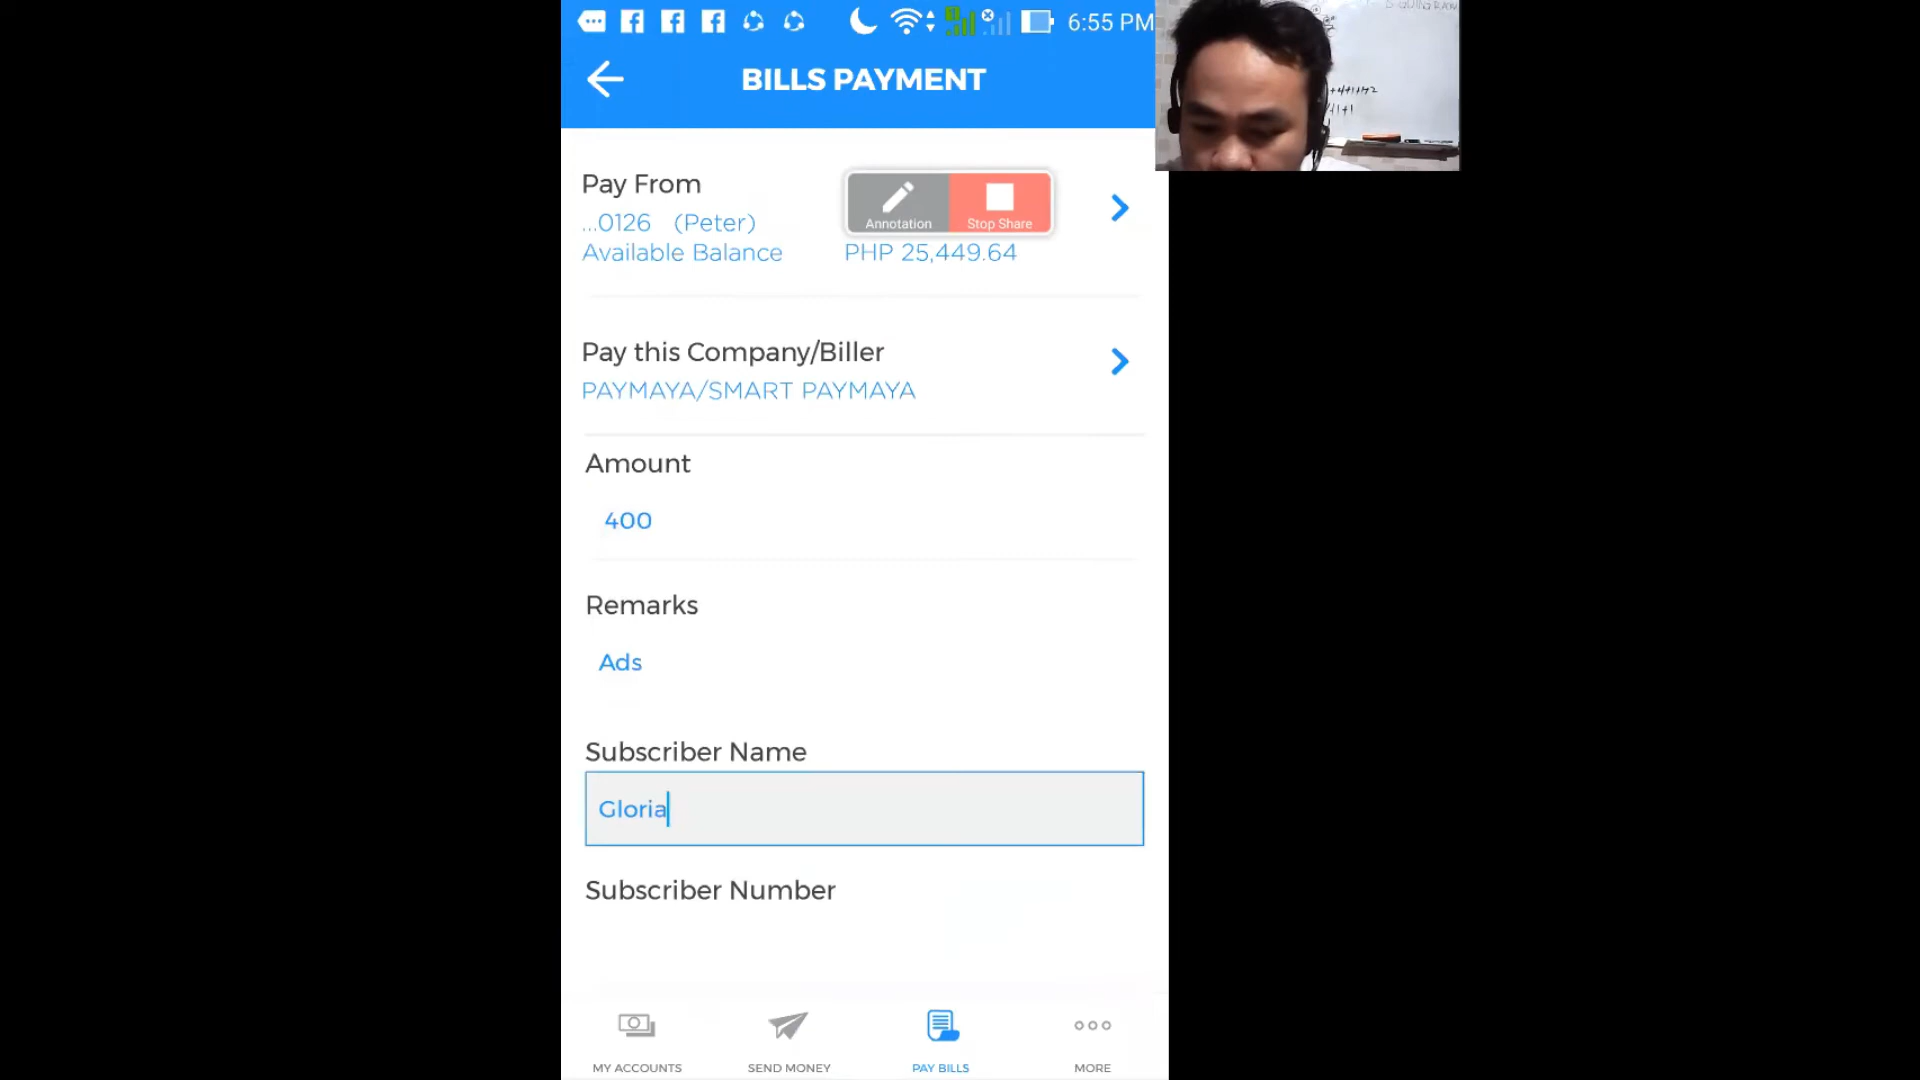 6:55 PM
BILLS PAYMENT
Pay From
...0126 (Peter)
Annotation
Stop Share
Available Balance PHP 25,449.64
Pay this Company/Biller
PAYMAYA/SMART PAYMAYA
Amount
400
Remarks
Ads
Subscriber Name
Gloria
Subscriber Number
MY ACCOUNTS
SEND MONEY
PAY BILLS
MORE